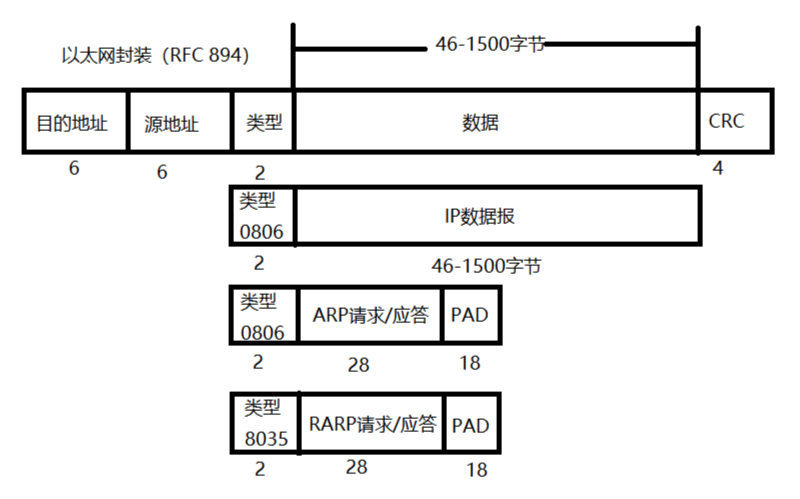 以太网封装（RFC 894）
46-1500字节
目的地址 源地址 类型 数据 CRC
6 6 2 4
类型
0806
IP数据报
2 46-1500字节
类型
0806
ARP请求/应答 PAD
2 28 18
类型
8035
RARP请求/应答 PAD
2 28 18